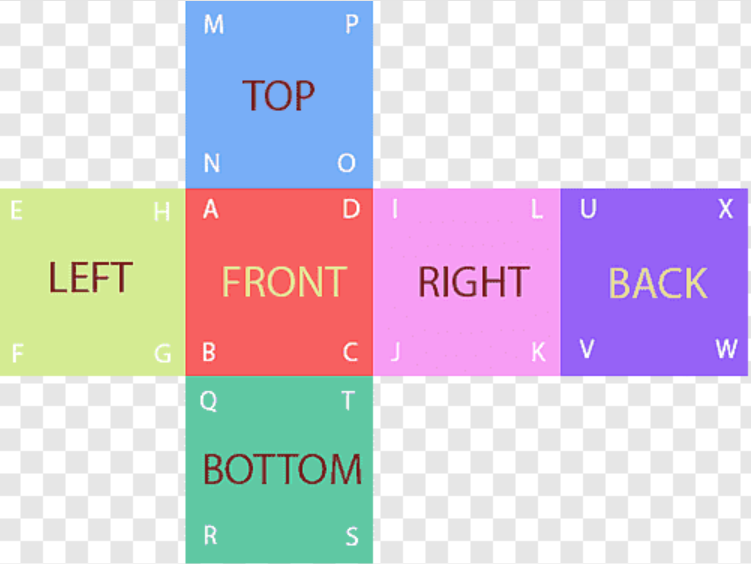 M P
TOP
N O
E H A D I L U X
LEFT FRONT RIGHT BACK
F G B C J K V W
Q T
BOTTOM
R S